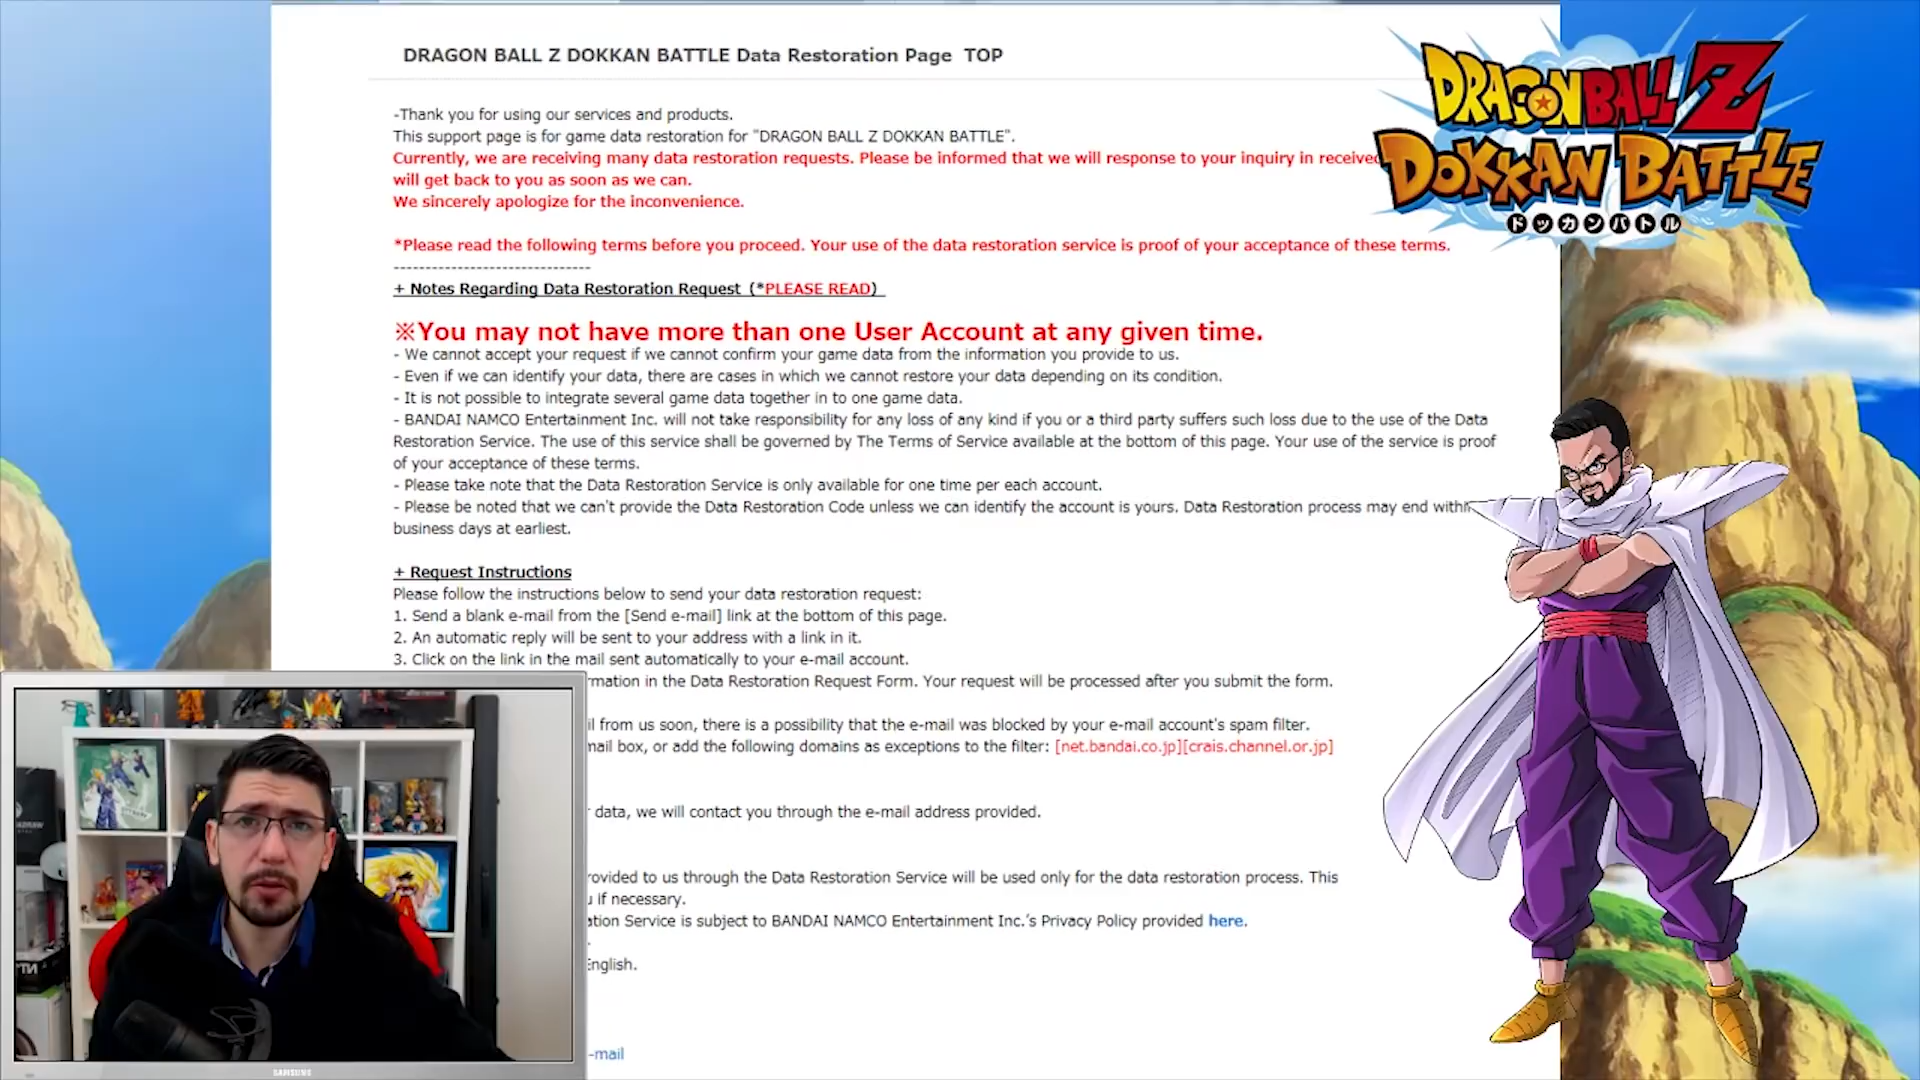 DRAGON BALL Z DOKKAN BATTLE Data Restoration Page TOP
-Thank you for using our services and products.
This support page is for game data restoration for "DRAGON BALL Z DOKKAN BATTLE".
Currently, we are receiving many data restoration requests. Please be informed that we will response to your inquiry in received
will get back to you as soon as we can.
We sincerely apologize for the inconvenience.
*Please read the following terms before you proceed. Your use of the data restoration service is proof of your acceptance of these terms.
-------------------------------
+ Notes Regarding Data Restoration Request (*PLEASE READ)
※You may not have more than one User Account at any given time.
- We cannot accept your request if we cannot confirm your game data from the information you provide to us.
- Even if we can identify your data, there are cases in which we cannot restore your data depending on its condition.
- It is not possible to integrate several game data together in to one game data.
- BANDAI NAMCO Entertainment Inc. will not take responsibility for any loss of any kind if you or a third party suffers such loss due to the use of the Data
Restoration Service. The use of this service shall be governed by The Terms of Service available at the bottom of this page. Your use of the service is proof
of your acceptance of these terms.
- Please take note that the Data Restoration Service is only available for one time per each account.
- Please be noted that we can't provide the Data Restoration Code unless we can identify the account is yours. Data Restoration process may end within
business days at earliest.
+ Request Instructions
Please follow the instructions below to send your data restoration request:
1. Send a blank e-mail from the [Send e-mail] link at the bottom of this page.
2. An automatic reply will be sent to your address with a link in it.
3. Click on the link in the mail sent automatically to your e-mail account.
rmation in the Data Restoration Request Form. Your request will be processed after you submit the form.
il from us soon, there is a possibility that the e-mail was blocked by your e-mail account's spam filter.
mail box, or add the following domains as exceptions to the filter: [net.bandai.co.jp][crais.channel.or.jp]
data, we will contact you through the e-mail address provided.
rovided to us through the Data Restoration Service will be used only for the data restoration process. This
u if necessary.
ation Service is subject to BANDAI NAMCO Entertainment Inc.'s Privacy Policy provided here.
English.
-mail
DRAGON BALL Z
DOKKAN BATTLE
ドッカンバトル
SAMSUNG